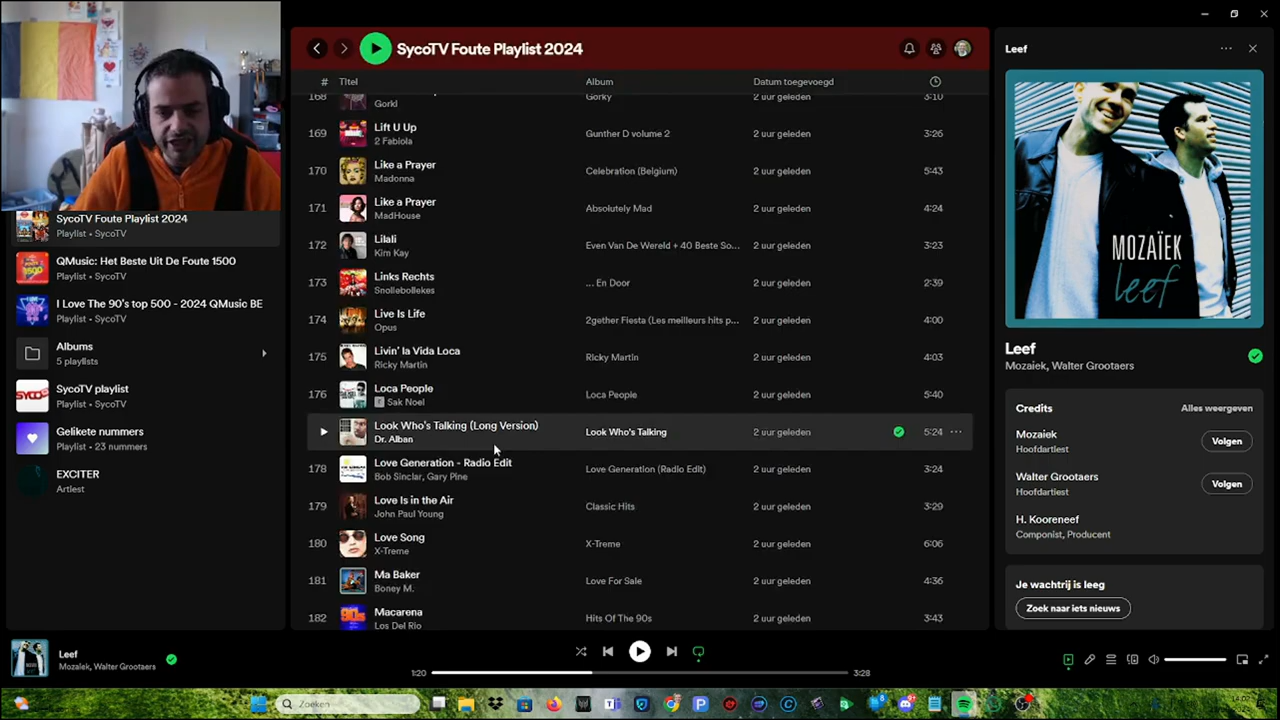 SycoTV Foute Playlist 2024
# Titel Album Datum toegevoegd
168 Gorki Gorky 2 uur geleden 3:10
169 Lift U Up Gunther D volume 2 2 uur geleden 3:26
2 Fabiola
170 Like a Prayer Celebration (Belgium) 2 uur geleden 5:43
Madonna
171 Like a Prayer Absolutely Mad 2 uur geleden 4:24
MadHouse
172 Lilali Even Van De Wereld + 40 Beste So... 2 uur geleden 3:23
Kim Kay
173 Links Rechts ... En Door 2 uur geleden 2:39
Snollebollekes
174 Live Is Life 2gether Fiesta (Les meilleurs hits p... 2 uur geleden 4:00
Opus
175 Livin' la Vida Loca Ricky Martin 2 uur geleden 4:03
Ricky Martin
176 Loca People Loca People 2 uur geleden 5:40
E Sak Noel
Look Who's Talking (Long Version) Look Who's Talking 2 uur geleden 5:24 ...
Dr. Alban
178 Love Generation - Radio Edit Love Generation (Radio Edit) 2 uur geleden 3:24
Bob Sinclar, Gary Pine
179 Love Is in the Air Classic Hits 2 uur geleden 3:29
John Paul Young
180 Love Song X-Treme 2 uur geleden 6:06
X-Treme
181 Ma Baker Love For Sale 2 uur geleden 4:36
Boney M.
182 Macarena Hits Of The 90s 2 uur geleden 3:43
Los Del Rio
SycoTV Foute Playlist 2024
Playlist • SycoTV
QMusic: Het Beste Uit De Foute 1500
Playlist • SycoTV
I Love The 90's top 500 - 2024 QMusic BE
Playlist • SycoTV
Albums
5 playlists
SycoTV playlist
Playlist • SycoTV
Gelikete nummers
Playlist • 23 nummers
EXCITER
Artiest
Leef
MOZAÏEK
leef
Leef
Mozaiek, Walter Grootaers
Credits Alles weergeven
Mozaiek
Hoofdartiest
Volgen
Walter Grootaers
Hoofdartiest
Volgen
H. Kooreneef
Componist, Producent
Je wachtrij is leeg
Zoek naar iets nieuws
Leef
Mozaïek, Walter Grootaers
1:20 3:28
Zoeken